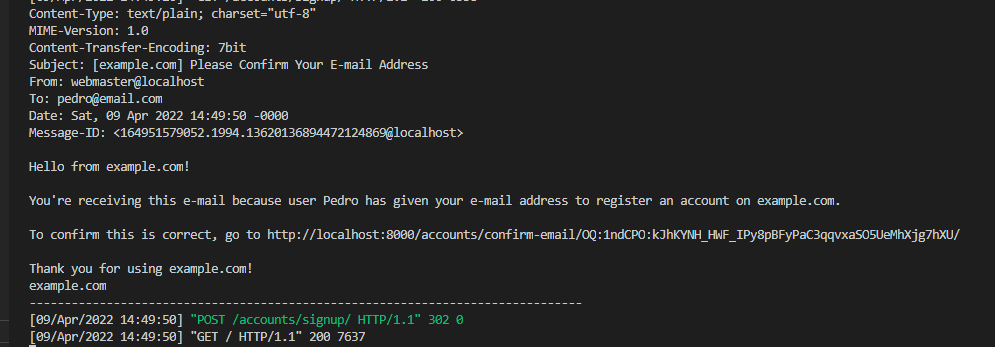 Content-Type: text/plain; charset="utf-8"
MIME-Version: 1.0
Content-Transfer-Encoding: 7bit
Subject: [example.com] Please Confirm Your E-mail Address
From: webmaster@localhost
To: pedro@email.com
Date: Sat, 09 Apr 2022 14:49:50 -0000
Message-ID: <164951579052.1994.13620136894472124869@localhost>
Hello from example.com!
You're receiving this e-mail because user Pedro has given your e-mail address to register an account on example.com.
To confirm this is correct, go to http://localhost:8000/accounts/confirm-email/OQ:1ndCPO:kJhKYNH_HWF_IPy8pBFyPaC3qqvxaSO5UeMhXjg7hXU/
Thank you for using example.com!
example.com
-------------------------------------------------------------------------------
[09/Apr/2022 14:49:50] "POST /accounts/signup/ HTTP/1.1" 302 0
[09/Apr/2022 14:49:50] "GET / HTTP/1.1" 200 7637